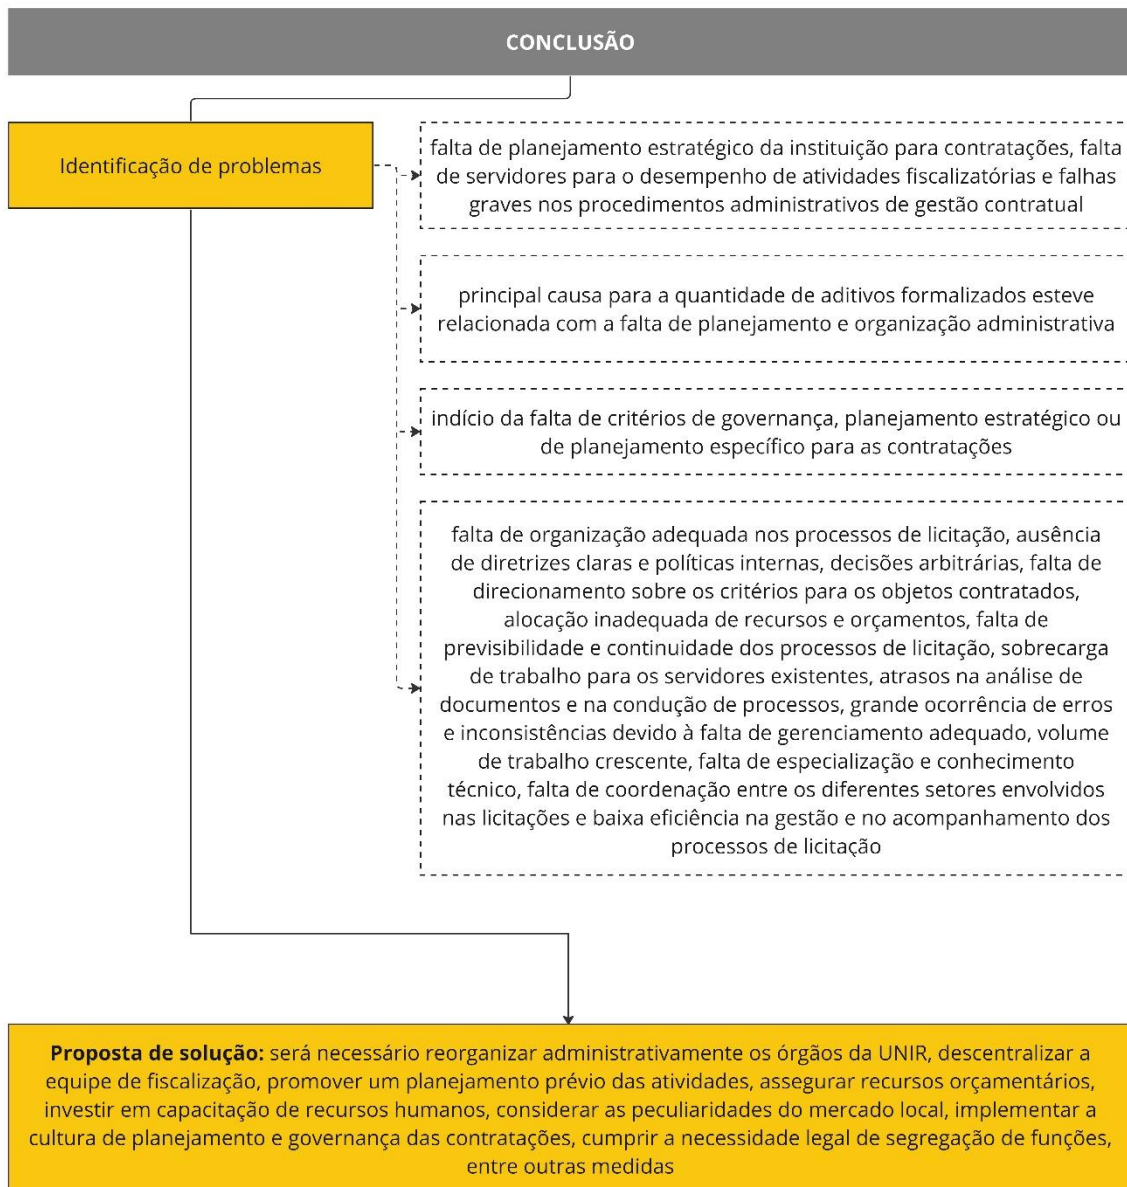 CONCLUSÃO
Identificação de problemas
falta de planejamento estratégico da instituição para contratações, falta
de servidores para o desempenho de atividades fiscalizatórias e falhas
graves nos procedimentos administrativos de gestão contratual
principal causa para a quantidade de aditivos formalizados esteve
relacionada com a falta de planejamento e organização administrativa
indício da falta de critérios de governança, planejamento estratégico ou
de planejamento específico para as contratações
falta de organização adequada nos processos de licitação, ausência
de diretrizes claras e políticas internas, decisões arbitrárias, falta de
direcionamento sobre os critérios para os objetos contratados,
alocação inadequada de recursos e orçamentos, falta de
previsibilidade e continuidade dos processos de licitação, sobrecarga
de trabalho para os servidores existentes, atrasos na análise de
documentos e na condução de processos, grande ocorrência de erros
e inconsistências devido à falta de gerenciamento adequado, volume
de trabalho crescente, falta de especialização e conhecimento
técnico, falta de coordenação entre os diferentes setores envolvidos
nas licitações e baixa eficiência na gestão e no acompanhamento dos
processos de licitação
Proposta de solução: será necessário reorganizar administrativamente os órgãos da UNIR, descentralizar a
equipe de fiscalização, promover um planejamento prévio das atividades, assegurar recursos orçamentários,
investir em capacitação de recursos humanos, considerar as peculiaridades do mercado local, implementar a
cultura de planejamento e governança das contratações, cumprir a necessidade legal de segregação de funções,
entre outras medidas